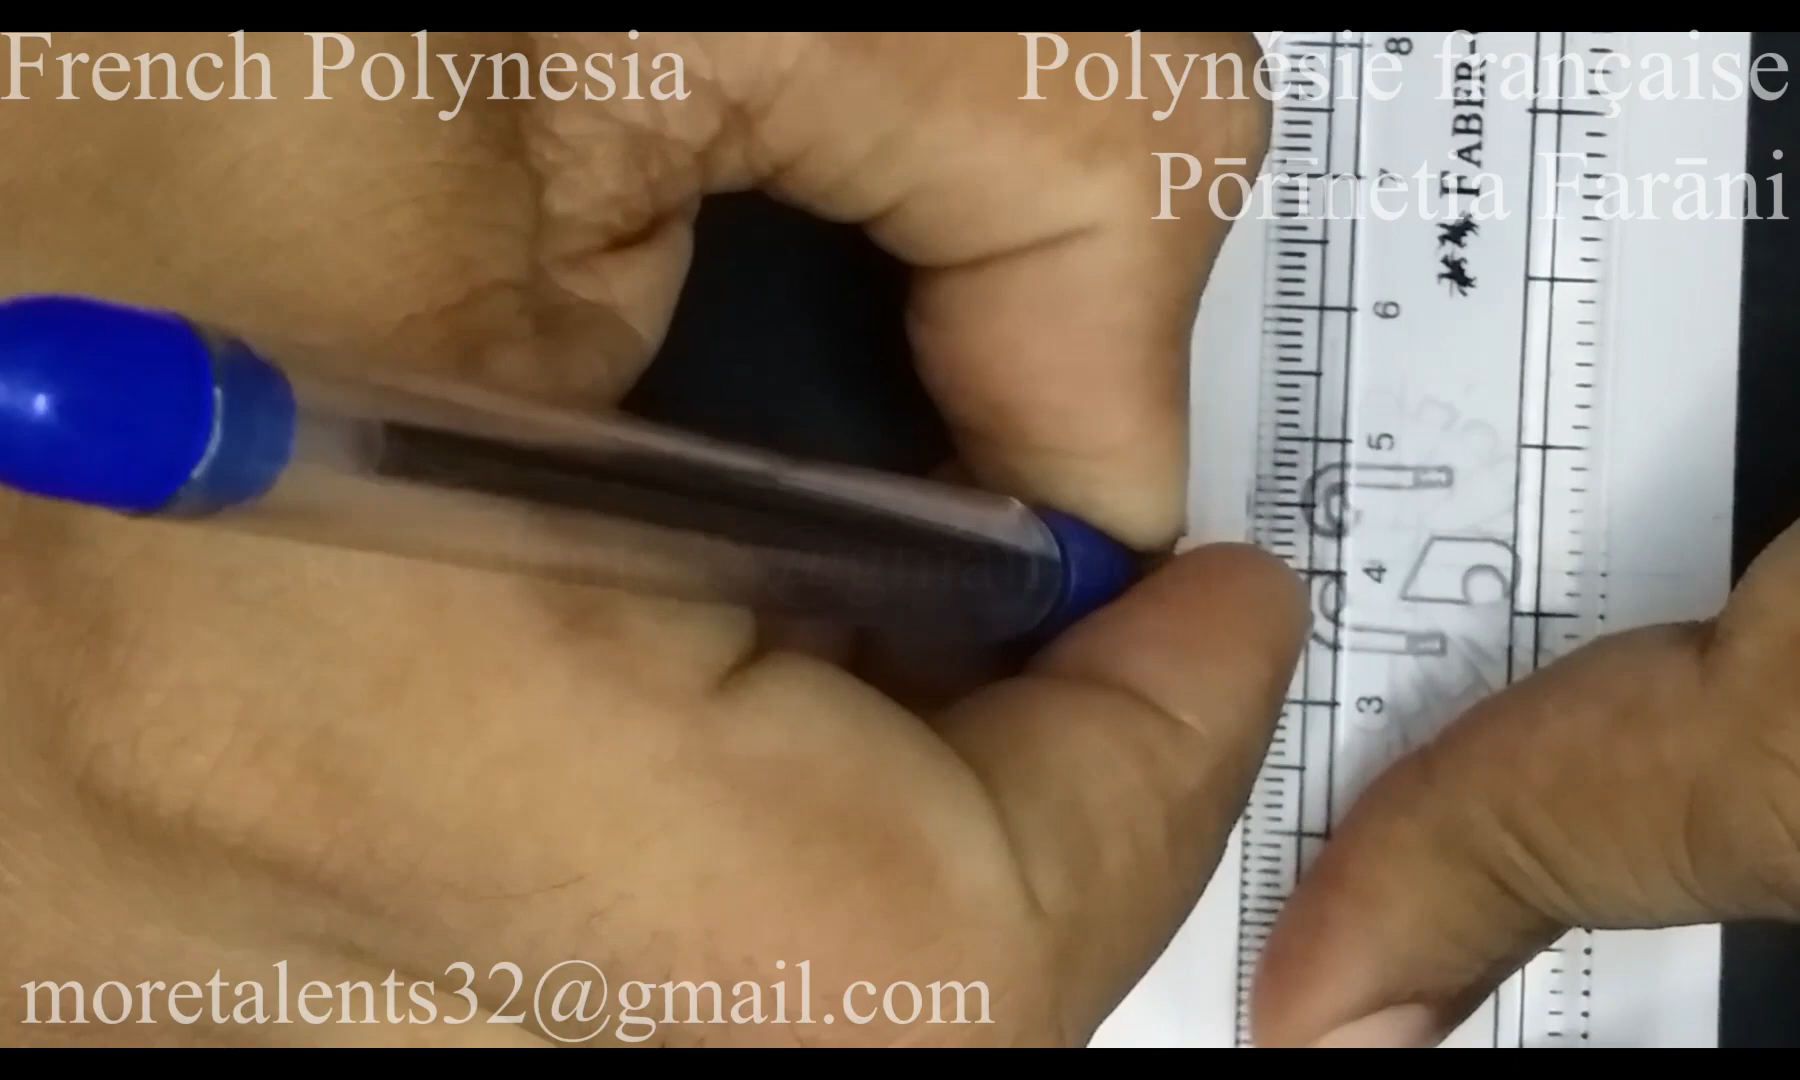 French Polynesia
Polynésie française
Pōrīnetia Farāni
8
7
6
5
4
3
FABER-
moretalents32@gmail.com